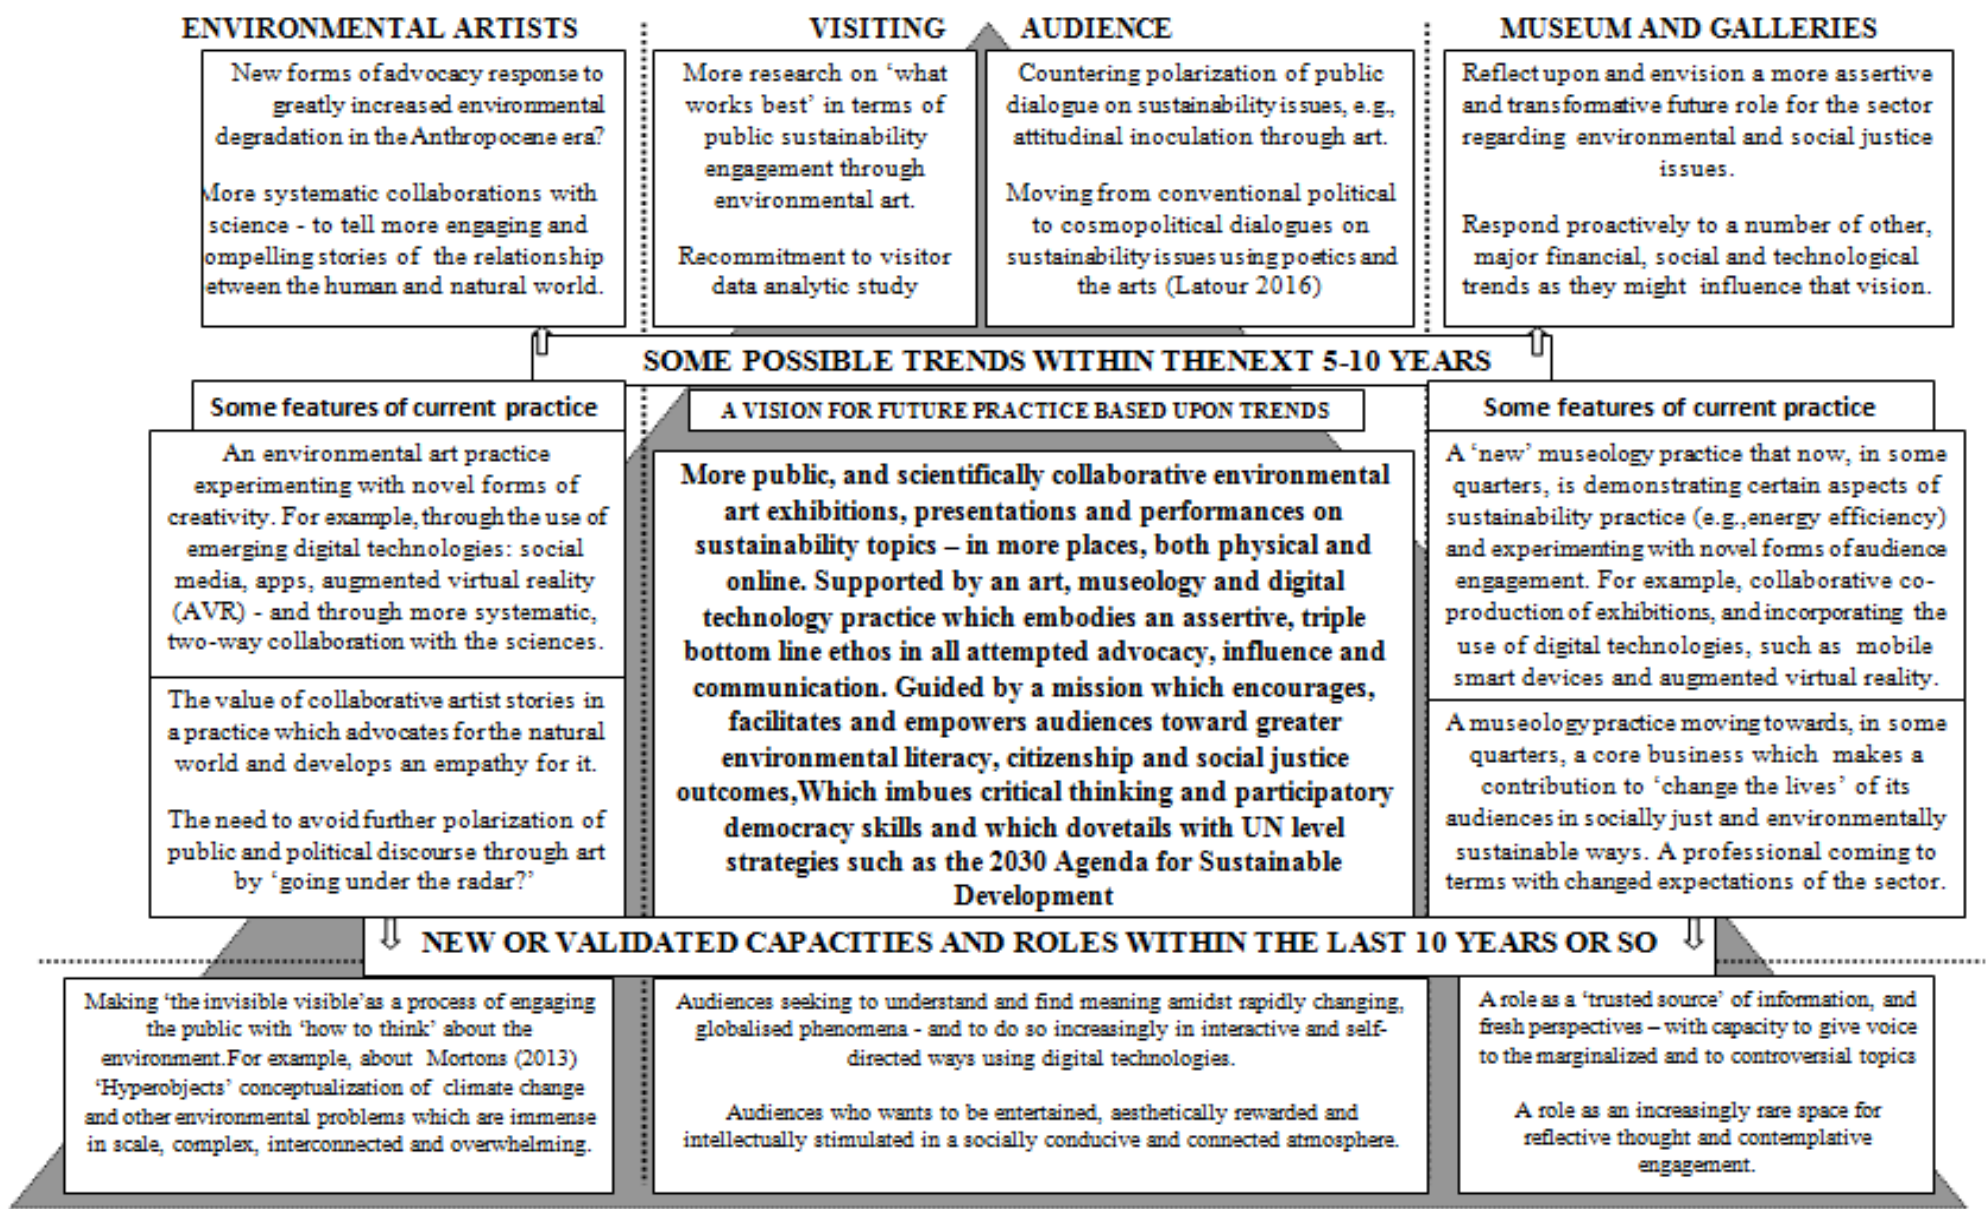 ENVIRONMENTAL ARTISTS
VISITING AUDIENCE
MUSEUM AND GALLERIES
New forms of advocacy response to
greatly increased environmental
degradation in the Anthropocene era?
More systematic collaborations with
science - to tell more engaging and
ompelling stories of the relationship
etween the human and natural world.
More research on ‘what
works best’ in terms of
public sustainability
engagement through
environmental art.
Recommitment to visitor
data analytic study
Countering polarization of public
dialogue on sustainability issues, e.g.,
attitudinal inoculation through art.
Moving from conventional political
to cosmopolitical dialogues on
sustainability issues using poetics and
the arts (Latour 2016)
Reflect upon and envision a more assertive
and transformative future role for the sector
regarding environmental and social justice
issues.
Respond proactively to a number of other,
major financial, social and technological
trends as they might influence that vision.
SOME POSSIBLE TRENDS WITHIN THENEXT 5-10 YEARS
Some features of current practice
An environmental art practice
experimenting with novel forms of
creativity. For example, through the use of
emerging digital technologies: social
media, apps, augmented virtual reality
(AVR) - and through more systematic,
two-way collaboration with the sciences.
The value of collaborative artist stories in
a practice which advocates for the natural
world and develops an empathy for it.
The need to avoid further polarization of
public and political discourse through art
by ‘going under the radar?’
A VISION FOR FUTURE PRACTICE BASED UPON TRENDS
More public, and scientifically collaborative environmental
art exhibitions, presentations and performances on
sustainability topics – in more places, both physical and
online. Supported by an art, museology and digital
technology practice which embodies an assertive, triple
bottom line ethos in all attempted advocacy, influence and
communication. Guided by a mission which encourages,
facilitates and empowers audiences toward greater
environmental literacy, citizenship and social justice
outcomes,Which imbues critical thinking and participatory
democracy skills and which dovetails with UN level
strategies such as the 2030 Agenda for Sustainable
Development
Some features of current practice
A ‘new’ museology practice that now, in some
quarters, is demonstrating certain aspects of
sustainability practice (e.g.,energy efficiency)
and experimenting with novel forms of audience
engagement. For example, collaborative co-
production of exhibitions, and incorporating the
use of digital technologies, such as mobile
smart devices and augmented virtual reality.
A museology practice moving towards, in some
quarters, a core business which makes a
contribution to ‘change the lives’ of its
audiences in socially just and environmentally
sustainable ways. A professional coming to
terms with changed expectations of the sector.
NEW OR VALIDATED CAPACITIES AND ROLES WITHIN THE LAST 10 YEARS OR SO
Making ‘the invisible visible’as a process of engaging
the public with ‘how to think’ about the
environment.For example, about Mortons (2013)
‘Hyperobjects’ conceptualization of climate change
and other environmental problems which are immense
in scale, complex, interconnected and overwhelming.
Audiences seeking to understand and find meaning amidst rapidly changing,
globalised phenomena - and to do so increasingly in interactive and self-
directed ways using digital technologies.
Audiences who wants to be entertained, aesthetically rewarded and
intellectually stimulated in a socially conducive and connected atmosphere.
A role as a ‘trusted source’ of information, and
fresh perspectives – with capacity to give voice
to the marginalized and to controversial topics
A role as an increasingly rare space for
reflective thought and contemplative
engagement.